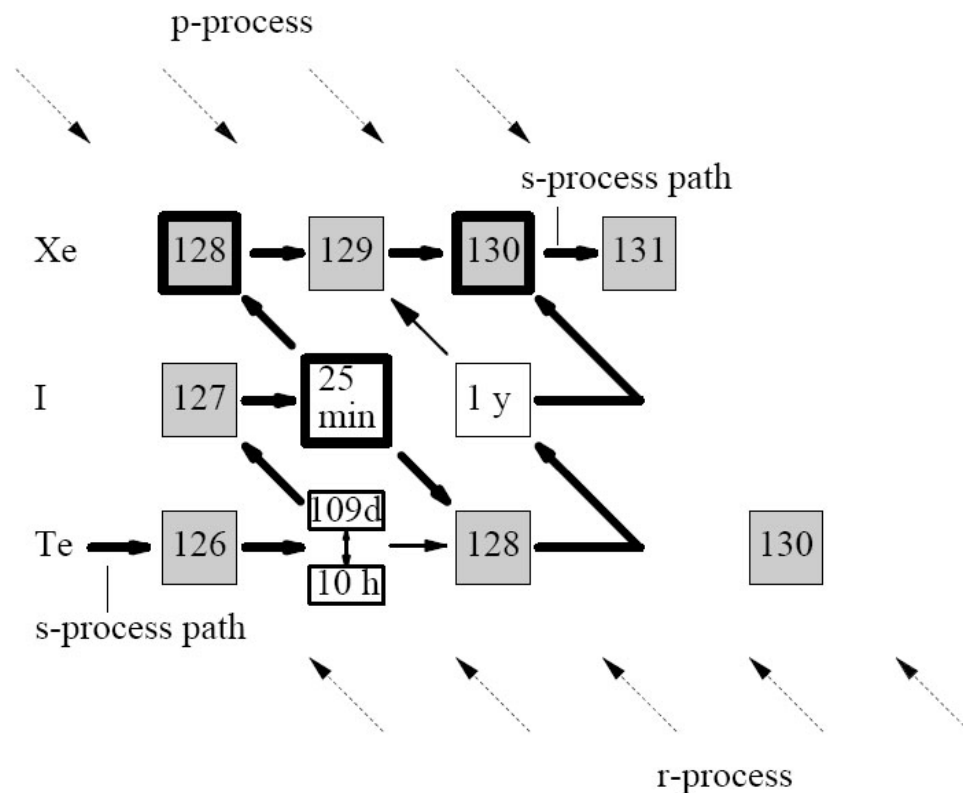 p-process
s-process path
Xe 128 129 130 131
I 127 25 min 1 y
109d
Te 126 128 130
10 h
s-process path
r-process